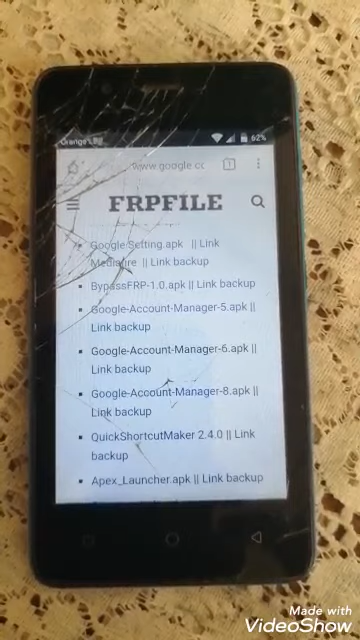 Orange
62%
www.google.cc
1
FRPFILE
Google Setting.apk || Link
Mediafire || Link backup
BypassFRP-1.0.apk || Link backup
Google-Account-Manager-5.apk ||
Link backup
Google-Account-Manager-6.apk ||
Link backup
Google-Account-Manager-8.apk ||
Link backup
QuickShortcutMaker 2.4.0 || Link
backup
Apex_Launcher.apk || Link backup
Made with
VideoShow